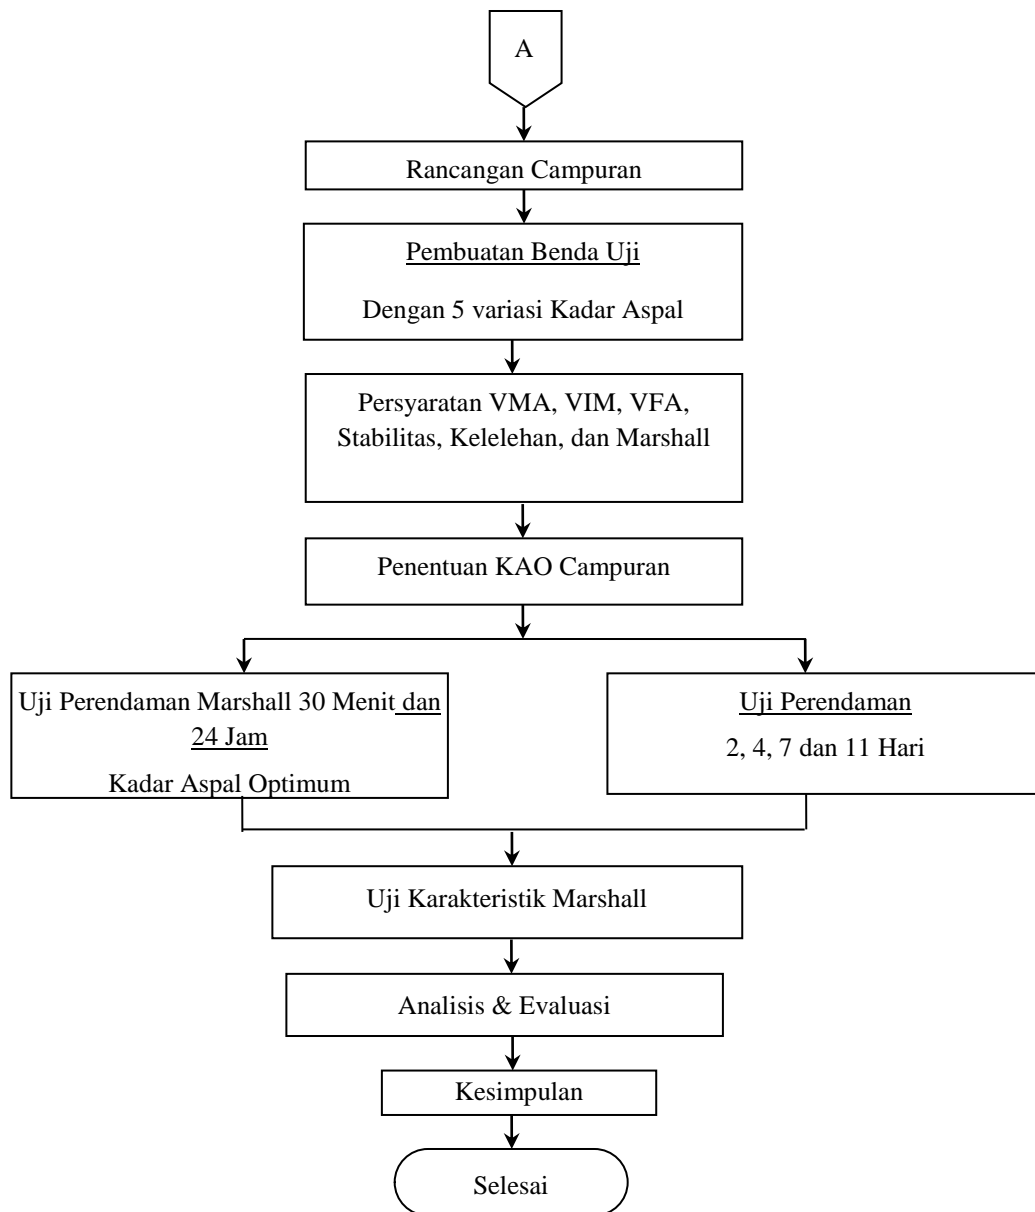 A
Rancangan Campuran
Pembuatan Benda Uji
Dengan 5 variasi Kadar Aspal
Persyaratan VMA, VIM, VFA,
Stabilitas, Kelelehan, dan Marshall
Penentuan KAO Campuran
Uji Perendaman Marshall 30 Menit dan
24 Jam
Kadar Aspal Optimum
Uji Perendaman
2, 4, 7 dan 11 Hari
Uji Karakteristik Marshall
Analisis & Evaluasi
Kesimpulan
Selesai